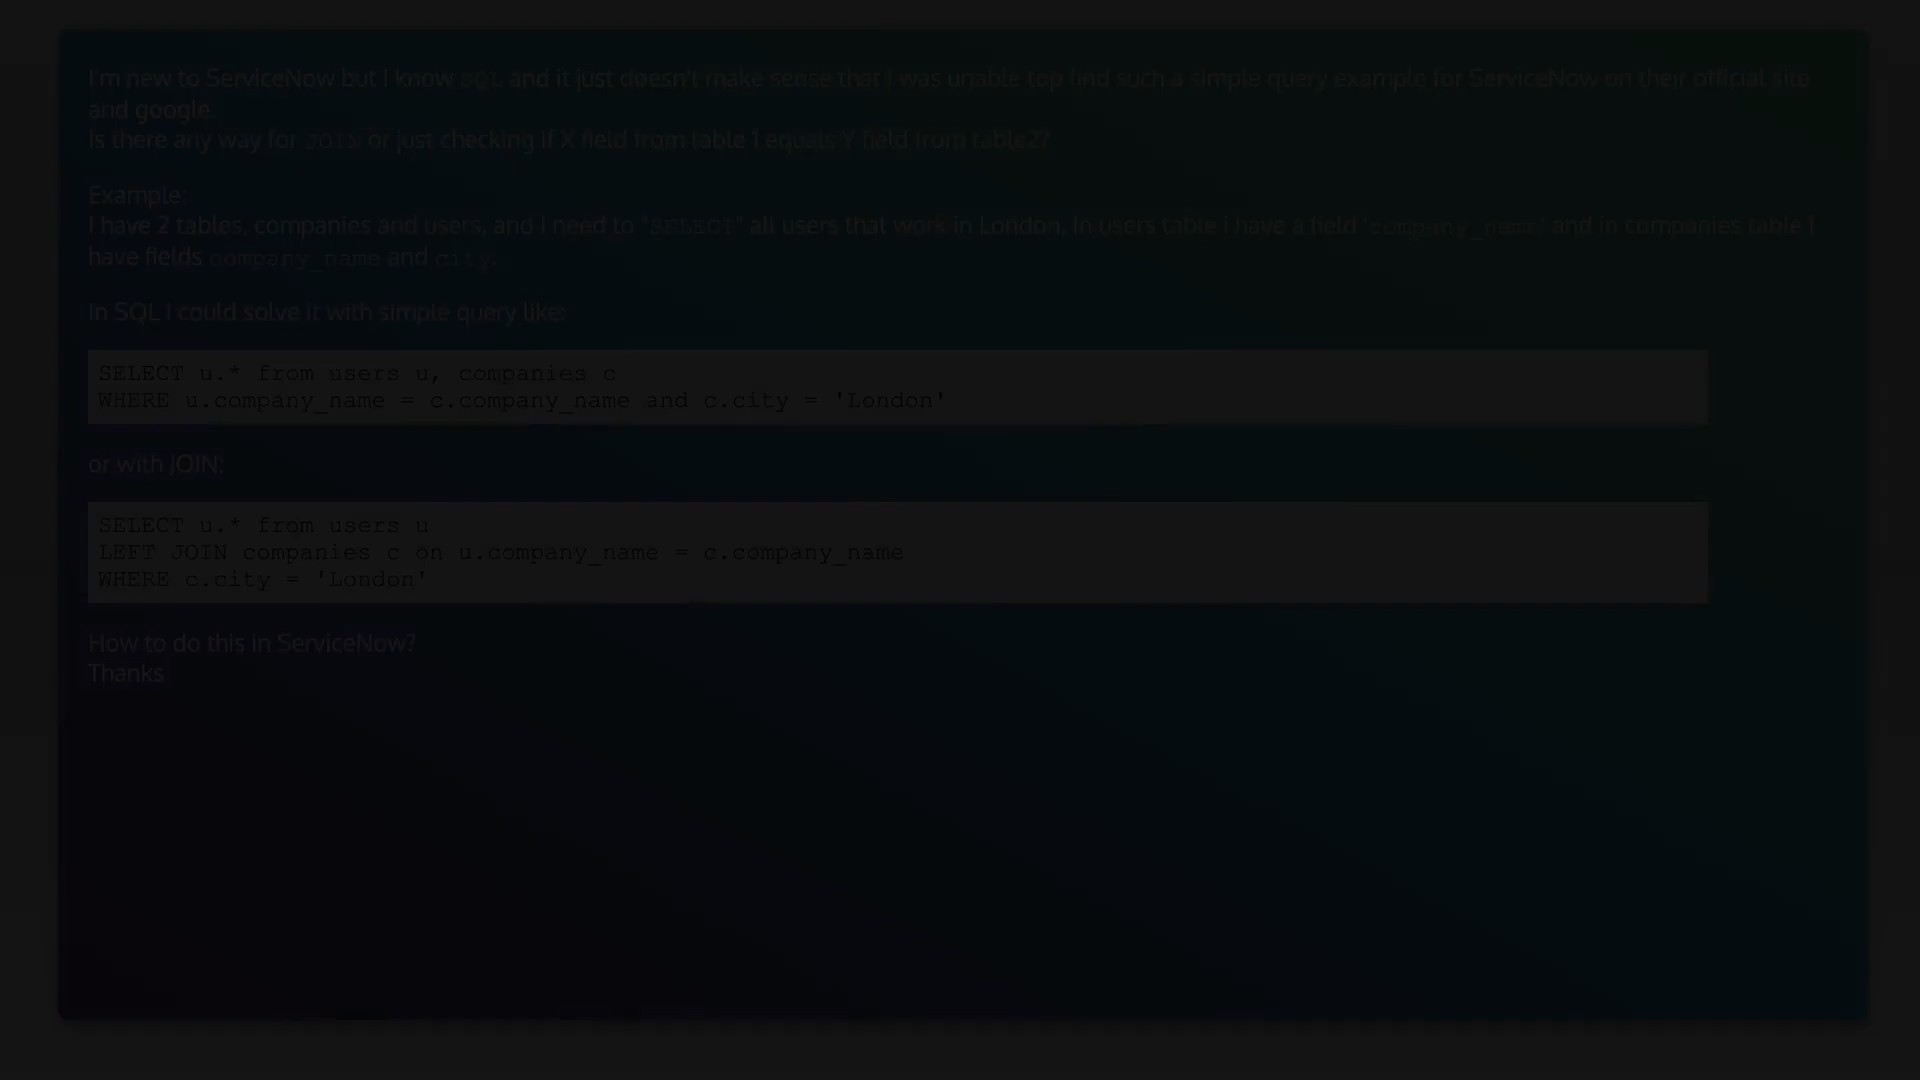 I'm new to ServiceNow but I know SQL and it just doesn't make sense that I was unable top find such a simple query example for ServiceNow on their official site
and google.
Is there any way for JOIN or just checking if X field from table 1 equals Y field from table2?
Example:
I have 2 tables, companies and users, and I need to "SELECT" all users that work in London, In users table I have a field 'company_name' and in companies table I
have fields company_name and city.
In SQL I could solve it with simple query like:
SELECT u.* from users u, companies c
WHERE u.company_name = c.company_name and c.city = 'London'
or with JOIN:
SELECT u.* from users u
LEFT JOIN companies c on u.company_name = c.company_name
WHERE c.city = 'London'
How to do this in ServiceNow?
Thanks